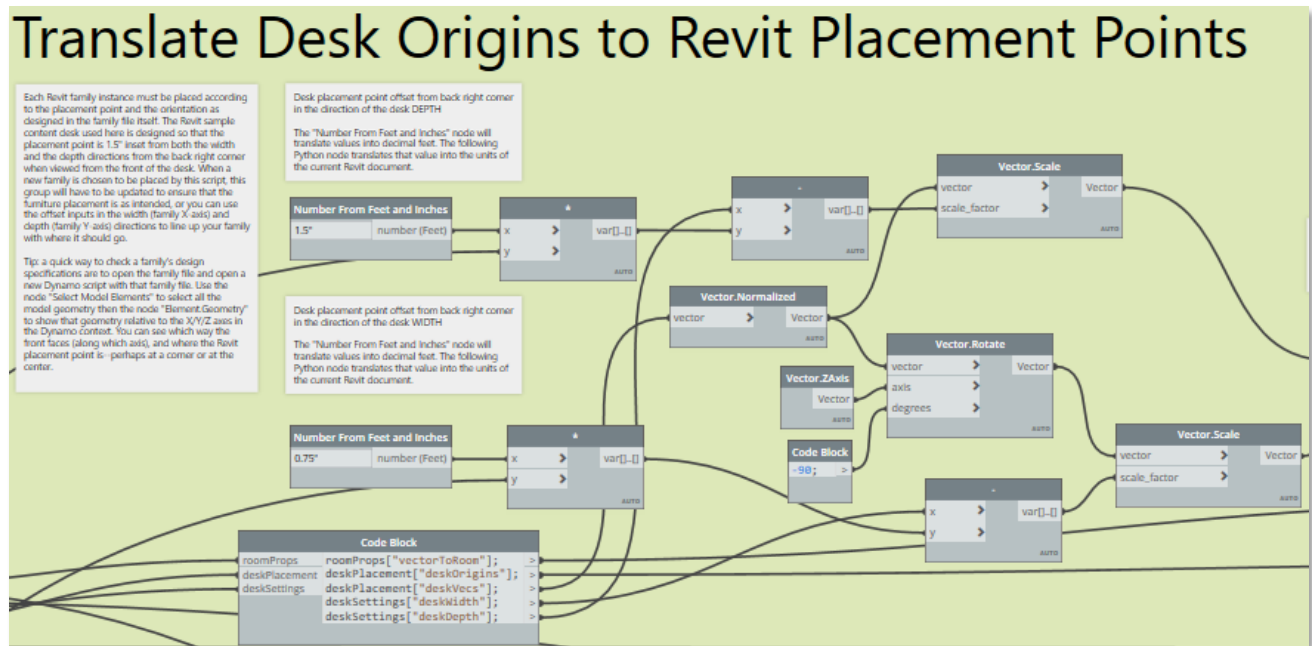 Translate Desk Origins to Revit Placement Points
Each Revit family instance must be placed according
to the placement point and the orientation as
designed in the family file itself. The Revit sample
content desk used here is designed so that the
placement point is 1.5" inset from both the width
and the depth directions from the back right corner
when viewed from the front of the desk. When a
new family is chosen to be placed by this script, this
group will have to be updated to ensure that the
furniture placement is as intended, or you can use
the offset inputs in the width (family X-axis) and
depth (family Y-axis) directions to line up your family
with where it should go.
Tip: a quick way to check a family's design
specifications are to open the family file and open a
new Dynamo script with that family file. Use the
node "Select Model Elements" to select all the
model geometry then the node "Element.Geometry"
to show that geometry relative to the X/Y/Z axes in
the Dynamo context. You can see which way the
front faces (along which axis), and where the Revit
placement point is--perhaps at a corner or at the
center.
Desk placement point offset from back right corner
in the direction of the desk DEPTH
The "Number From Feet and Inches" node will
translate values into decimal feet. The following
Python node translates that value into the units of
the current Revit document.
Number From Feet and Inches
1.5" number (Feet)
*
x > var[]..[]
y >
AUTO
Desk placement point offset from back right corner
in the direction of the desk WIDTH
The "Number From Feet and Inches" node will
translate values into decimal feet. The following
Python node translates that value into the units of
the current Revit document.
Number From Feet and Inches
0.75" number (Feet)
*
x > var[]..[]
y >
AUTO
Code Block
roomProps roomProps["vectorToRoom"]; >
deskPlacement deskPlacement["deskOrigins"]; >
deskSettings deskPlacement["deskVecs"]; >
deskSettings["deskWidth"]; >
deskSettings["deskDepth"]; >
-
x > var[]..[]
y >
AUTO
Vector.Scale
vector > Vector
scale_factor >
AUTO
Vector.Normalized
vector > Vector
AUTO
Vector.ZAxis
Vector
AUTO
Code Block
-90; >
Vector.Rotate
vector > Vector
axis >
degrees >
AUTO
-
x > var[]..[]
y >
AUTO
Vector.Scale
vector > Vector
scale_factor >
AUTO